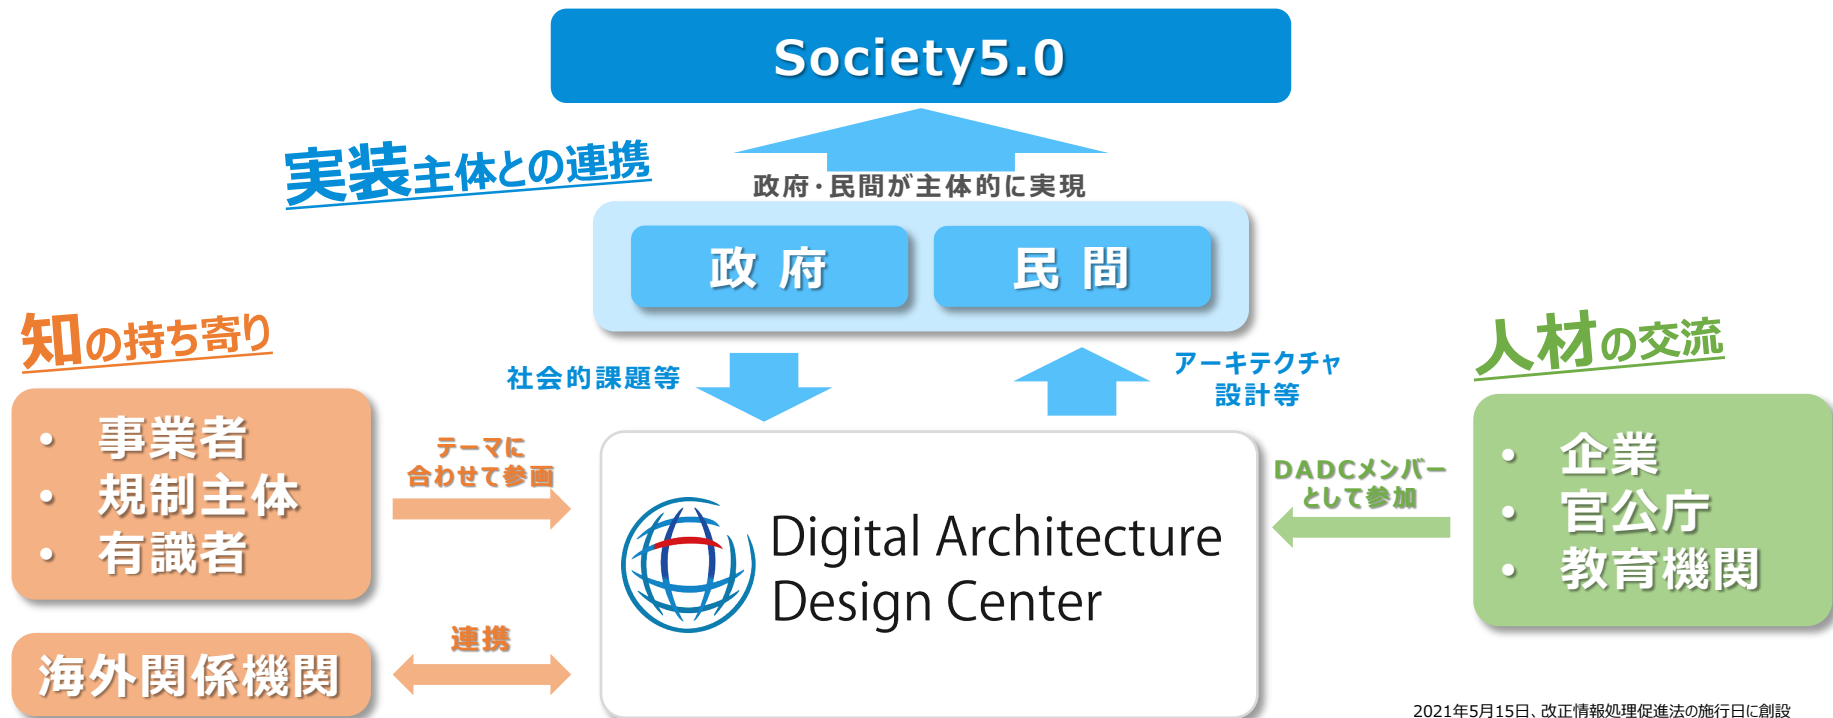 Society5.0
実装主体との連携
政府・民間が主体的に実現
政府
民間
知の持ち寄り
人材の交流
社会的課題等
アーキテクチャ
設計等
• 事業者
• 規制主体
• 有識者
テーマに
合わせて参画
Digital Architecture
Design Center
DADCメンバー
として参加
• 企業
• 官公庁
• 教育機関
海外関係機関
連携
2021年5月15日、改正情報処理促進法の施行日に創設